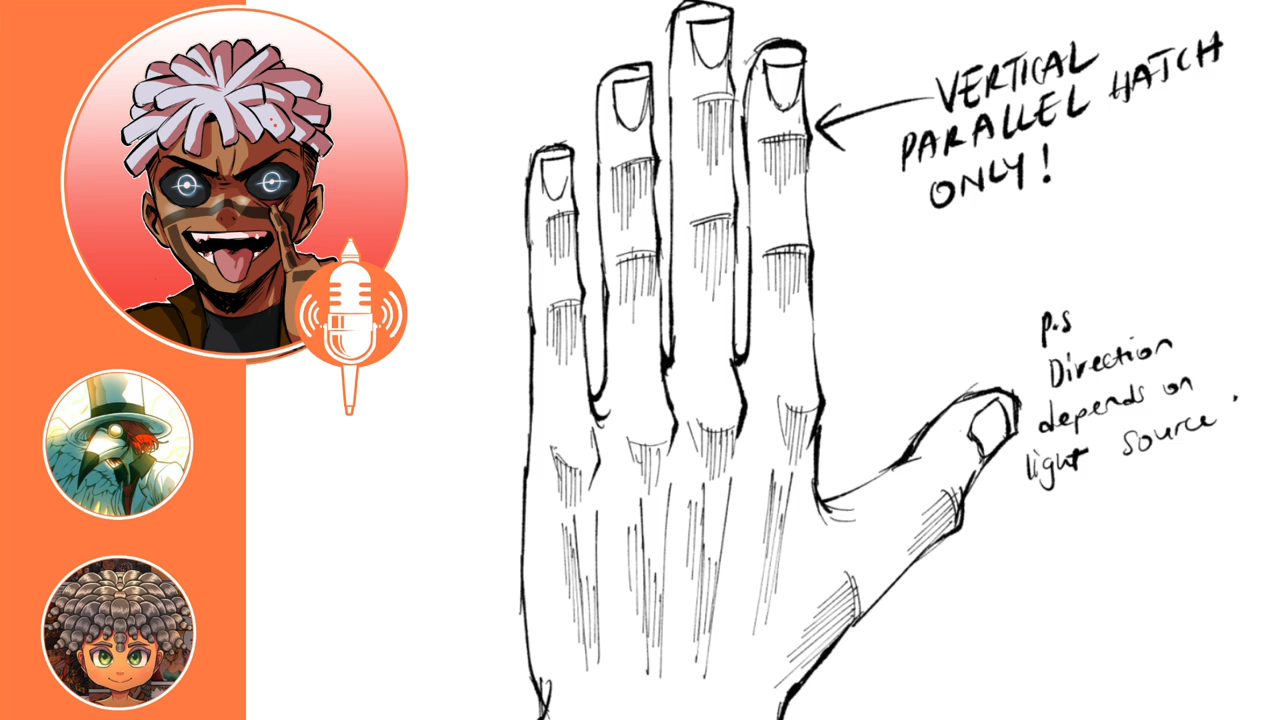 VERTICAL
PARALLEL HATCH
ONLY!
p.s
Direction
depends on
light source.